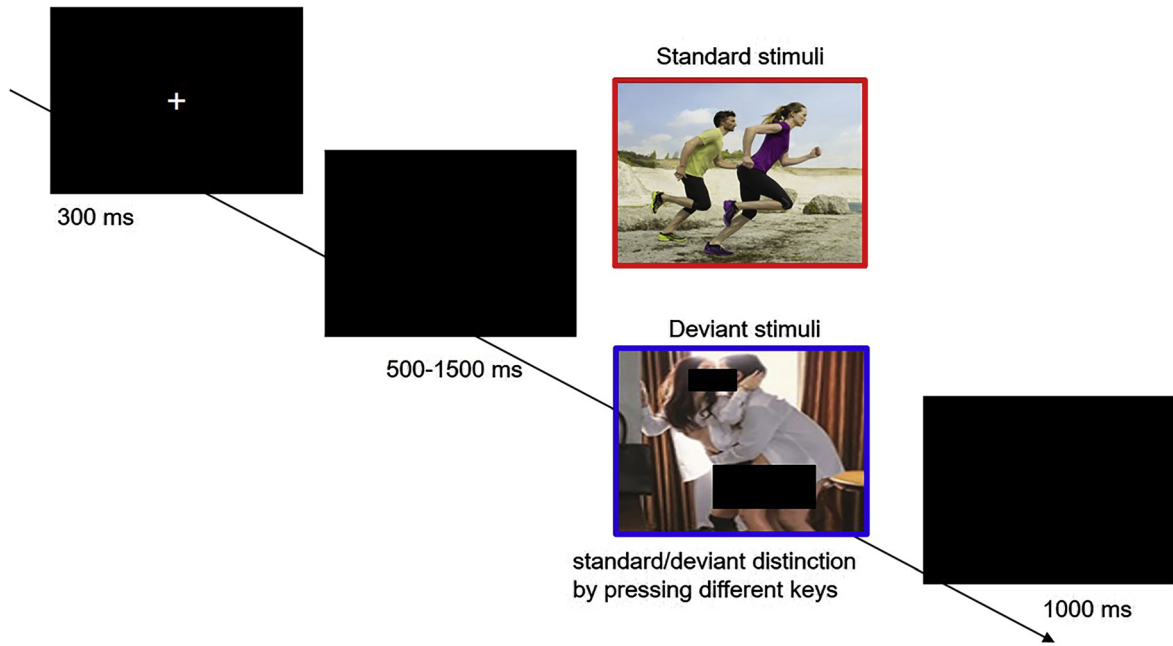 +
300 ms
500-1500 ms
Standard stimuli
Deviant stimuli
standard/deviant distinction
by pressing different keys
1000 ms